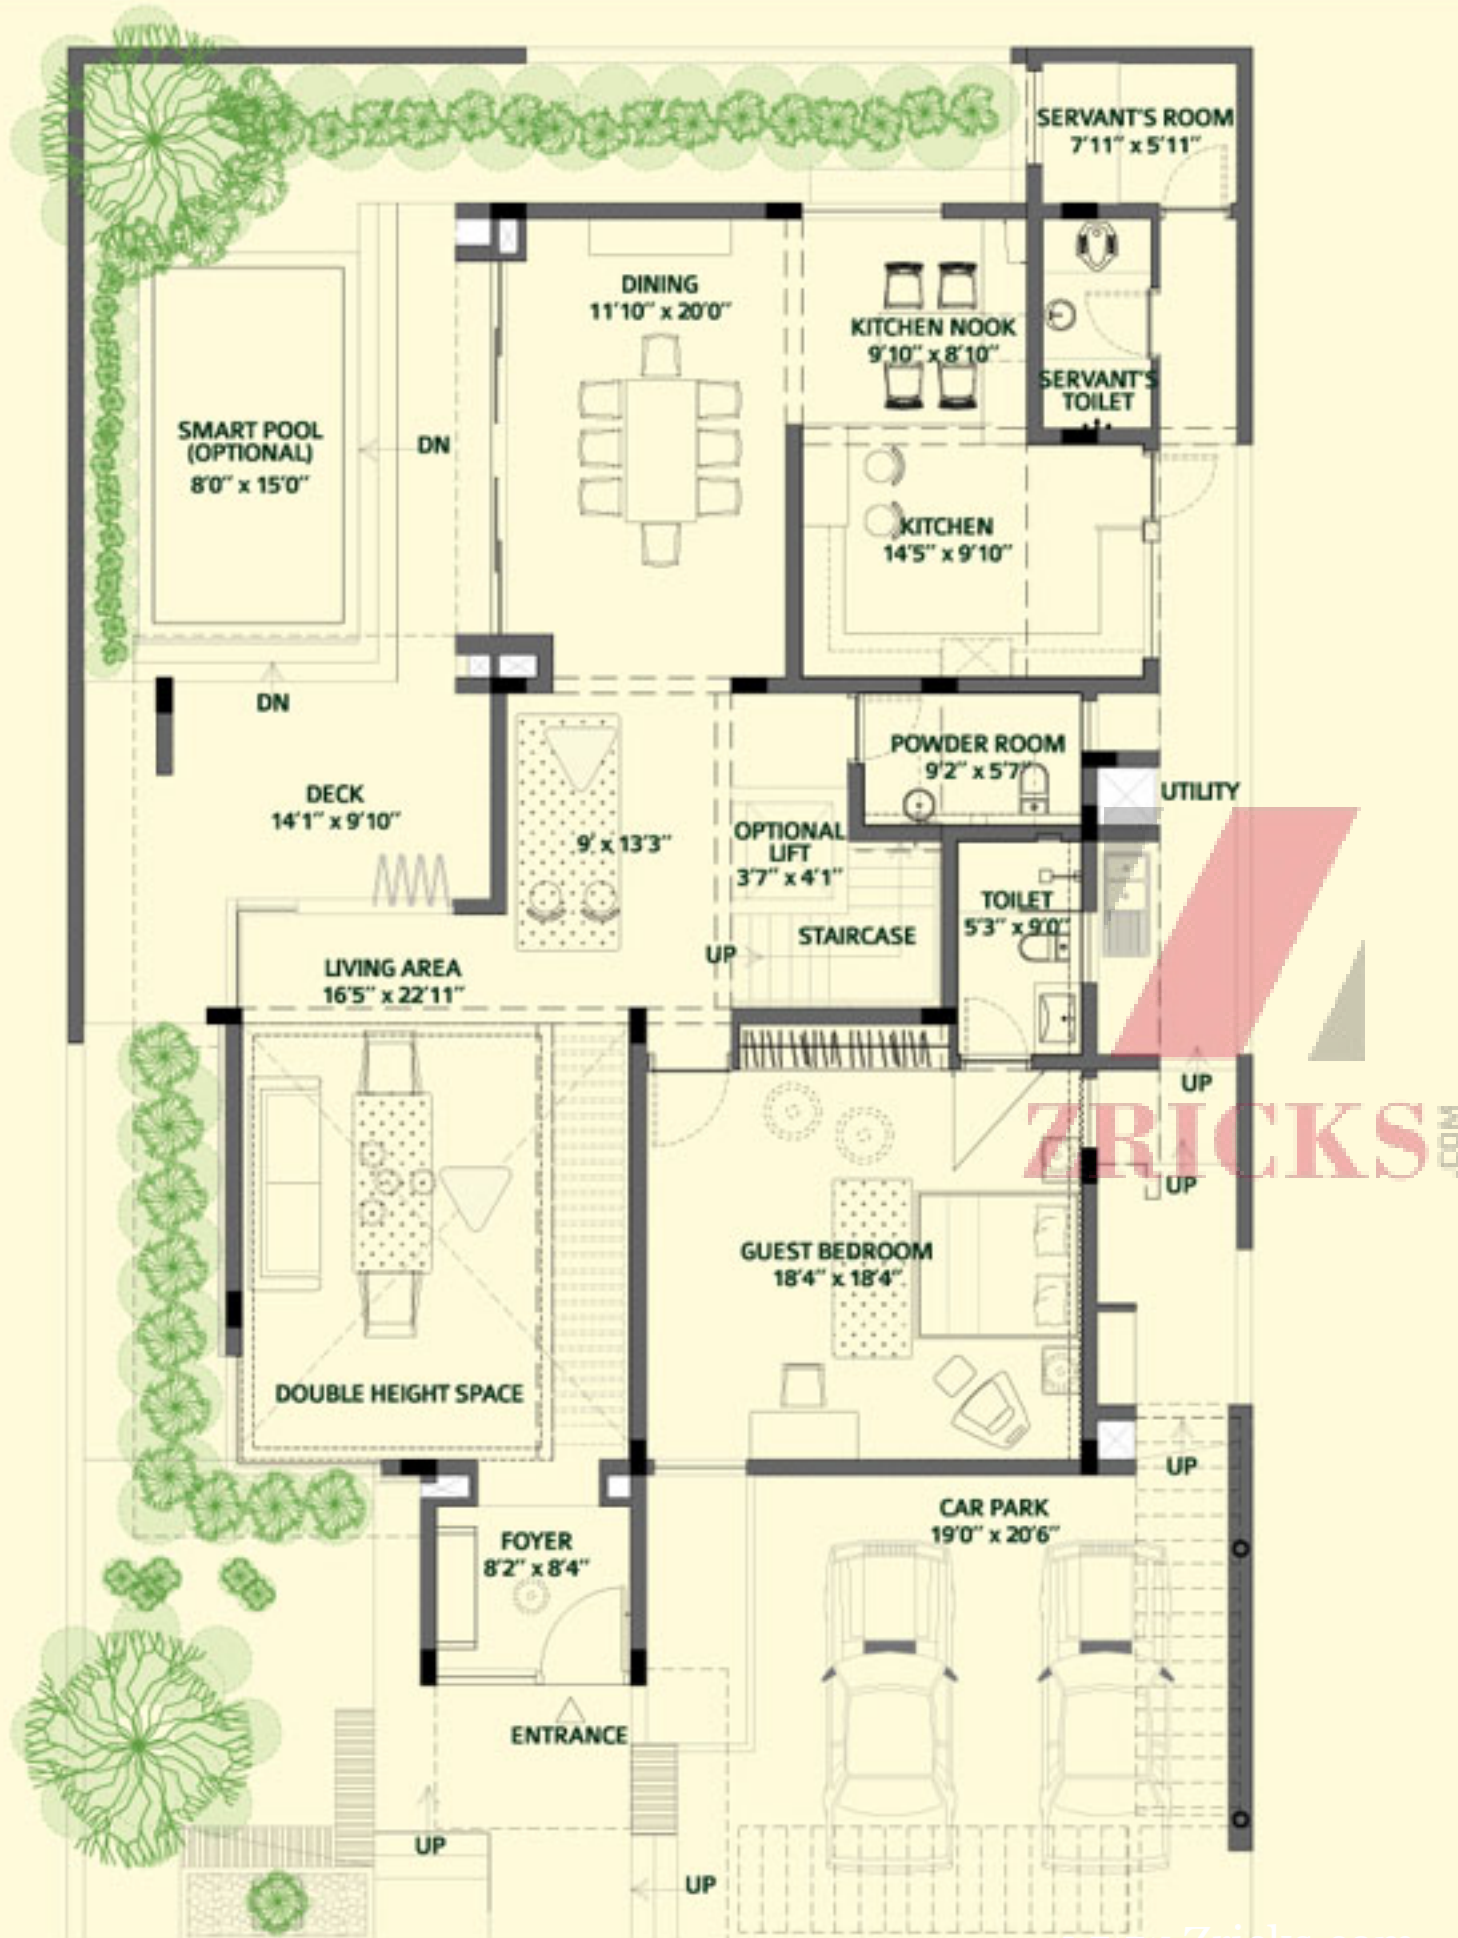 SERVANT'S ROOM
7'11" x 5'11"
DINING
11'10" x 20'0"
KITCHEN NOOK
9'10" x 8'10"
SERVANT'S
TOILET
SMART POOL
(OPTIONAL)
8'0" x 15'0"
DN
KITCHEN
14'5" x 9'10"
DN
POWDER ROOM
9'2" x 5'7"
DECK
14'1" x 9'10"
UTILITY
9' x 13'3"
OPTIONAL
LIFT
3'7" x 4'1"
TOILET
5'3" x 9'0"
STAIRCASE
UP
LIVING AREA
16'5" x 22'11"
UP
ZRICKS
.COM
UP
GUEST BEDROOM
18'4" x 18'4"
DOUBLE HEIGHT SPACE
UP
CAR PARK
19'0" x 20'6"
FOYER
8'2" x 8'4"
ENTRANCE
UP
UP
Zricks.com